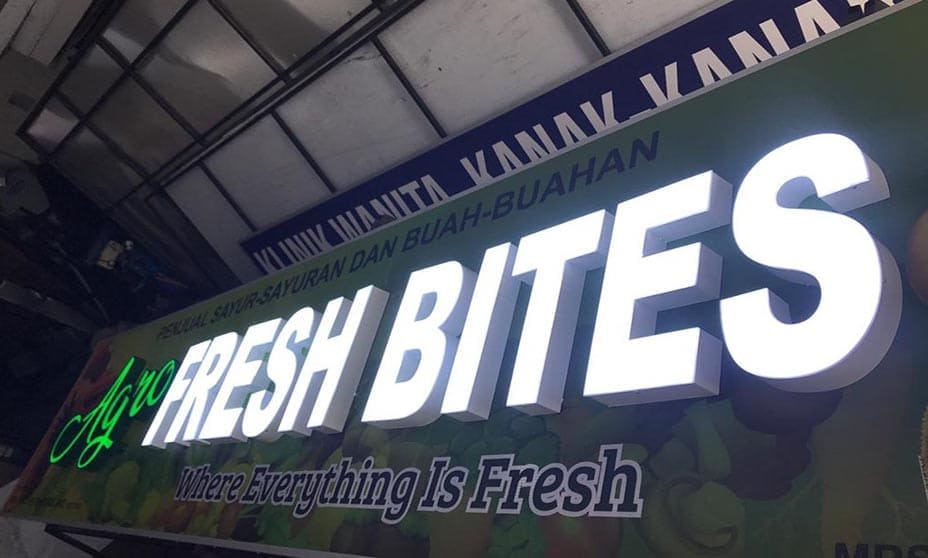 KLINIK WANITA, KANAK-KANAK
PENJUAL SAYUR-SAYURAN DAN BUAH-BUAHAN
Agro FRESH BITES
Where Everything Is Fresh